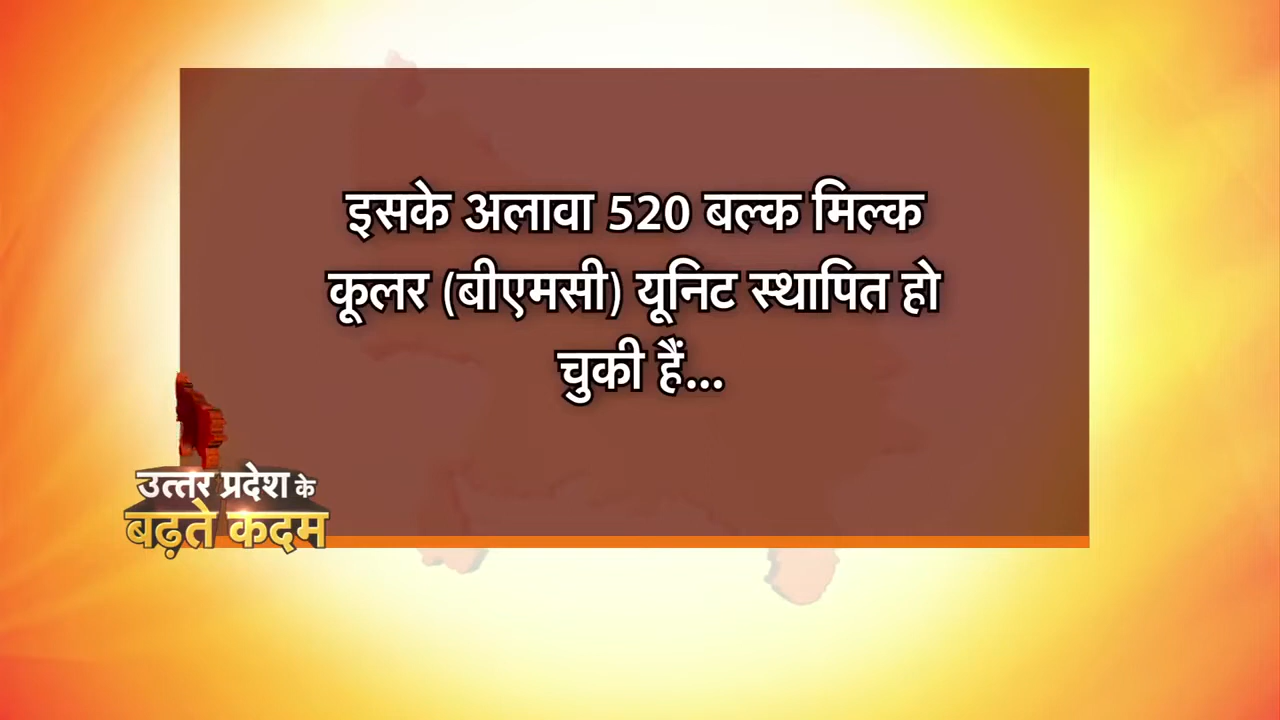 इसके अलावा 520 बल्क मिल्क
कूलर (बीएमसी) यूनिट स्थापित हो
चुकी हैं...
उत्तर प्रदेश के
बढ़ते कदम